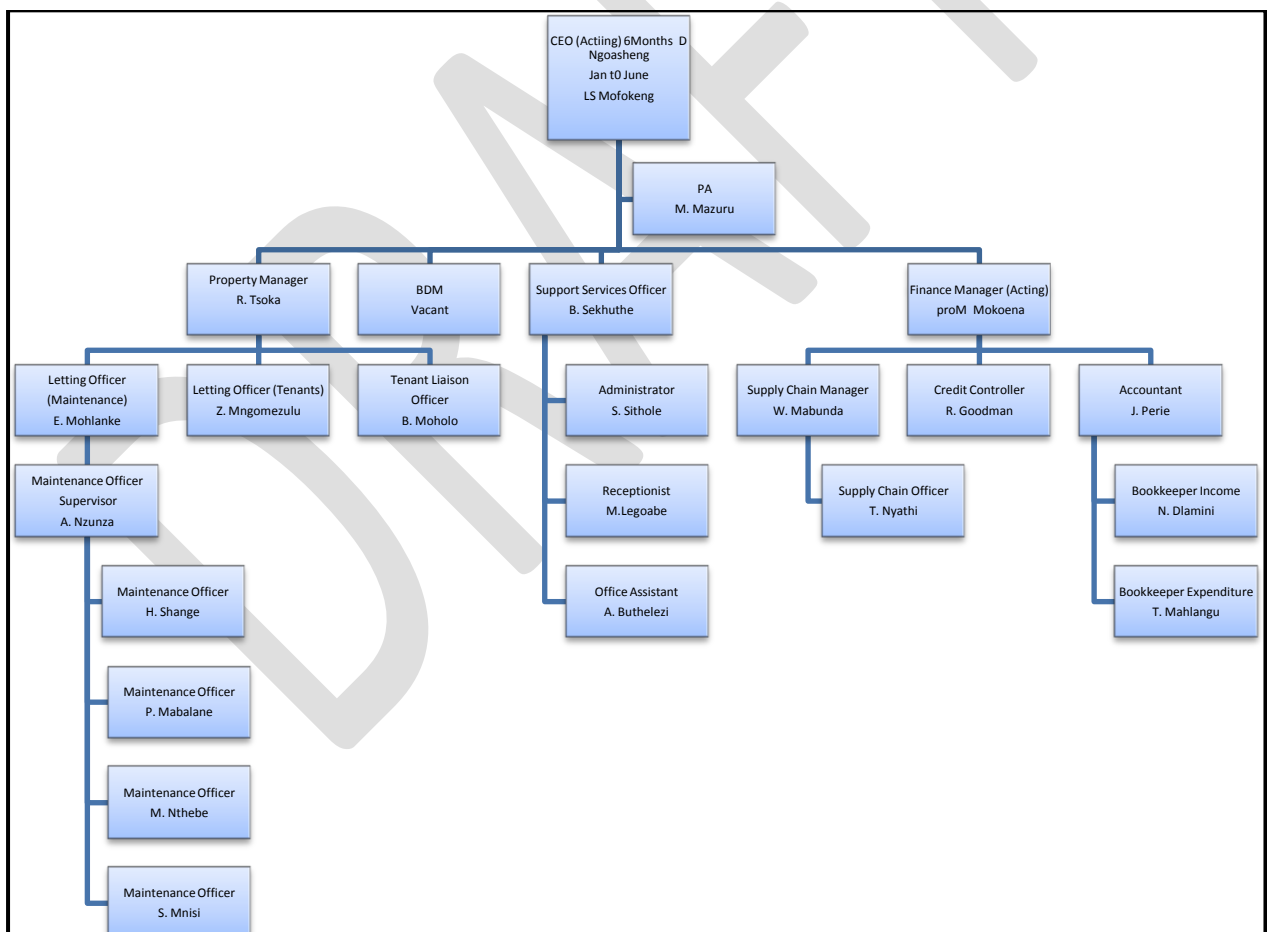 CEO (Actiing) 6Months D
Ngoasheng
Jan t0 June
LS Mofokeng
PA
M. Mazuru
Property Manager
R. Tsoka
BDM
Vacant
Support Services Officer
B. Sekhuthe
Finance Manager (Acting)
proM Mokoena
Letting Officer
(Maintenance)
E. Mohlanke
Letting Officer (Tenants)
Z. Mngomezulu
Tenant Liaison
Officer
B. Moholo
Administrator
S. Sithole
Supply Chain Manager
W. Mabunda
Credit Controller
R. Goodman
Accountant
J. Perie
Maintenance Officer
Supervisor
A. Nzunza
Receptionist
M.Legoabe
Supply Chain Officer
T. Nyathi
Bookkeeper Income
N. Dlamini
Maintenance Officer
H. Shange
Office Assistant
A. Buthelezi
Bookkeeper Expenditure
T. Mahlangu
Maintenance Officer
P. Mabalane
Maintenance Officer
M. Nthebe
Maintenance Officer
S. Mnisi
DRAFT